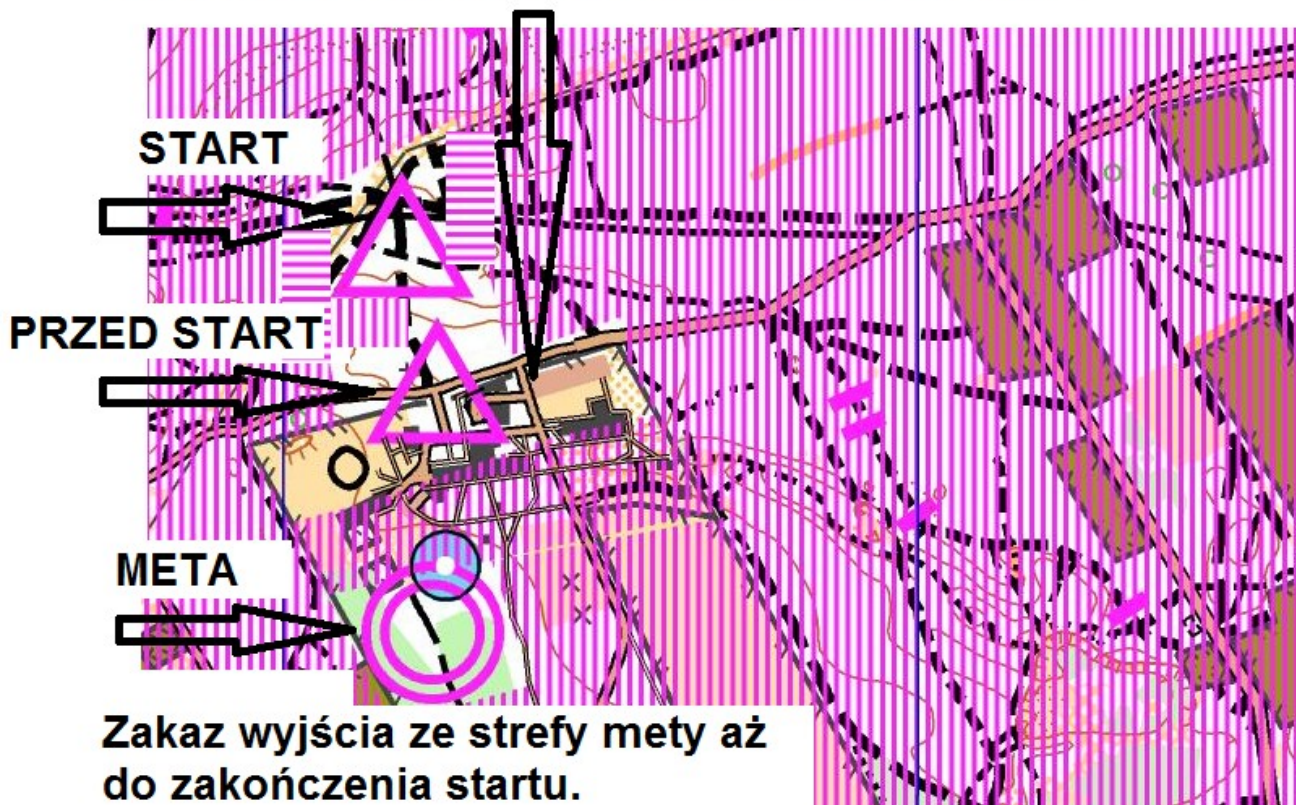 START
PRZED START
META
Zakaz wyjścia ze strefy mety aż
do zakończenia startu.